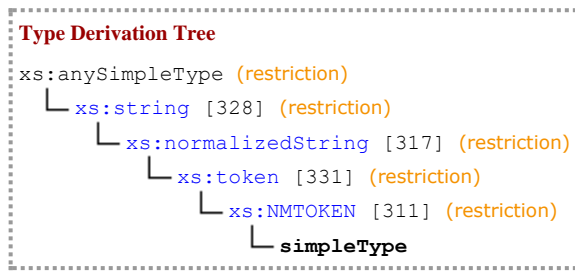 Type Derivation Tree
xs:anySimpleType (restriction)
xs:string [328] (restriction)
xs:normalizedString [317] (restriction)
xs:token [331] (restriction)
xs:NMTOKEN [311] (restriction)
simpleType